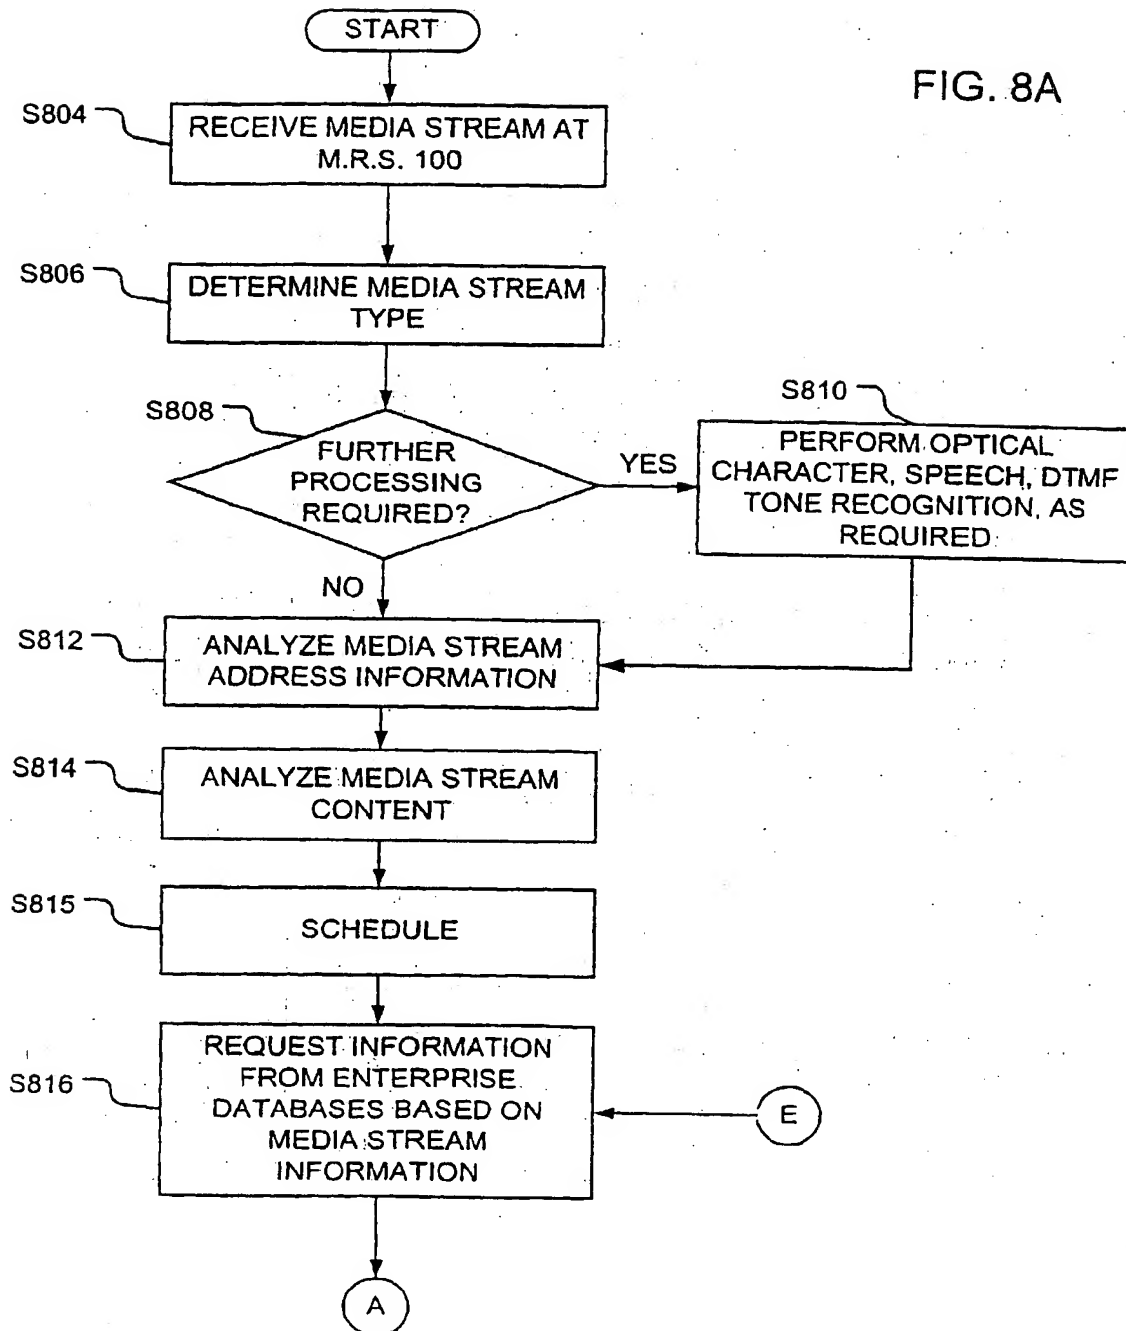 START
FIG. 8A
S804
RECEIVE MEDIA STREAM AT
M.R.S. 100
S806
DETERMINE MEDIA STREAM
TYPE
S808
FURTHER
PROCESSING
REQUIRED?
YES
S810
PERFORM OPTICAL
CHARACTER, SPEECH, DTMF
TONE RECOGNITION, AS
REQUIRED
NO
S812
ANALYZE MEDIA STREAM
ADDRESS INFORMATION
S814
ANALYZE MEDIA STREAM
CONTENT
S815
SCHEDULE
S816
REQUEST INFORMATION
FROM ENTERPRISE
DATABASES BASED ON
MEDIA STREAM
INFORMATION
E
A